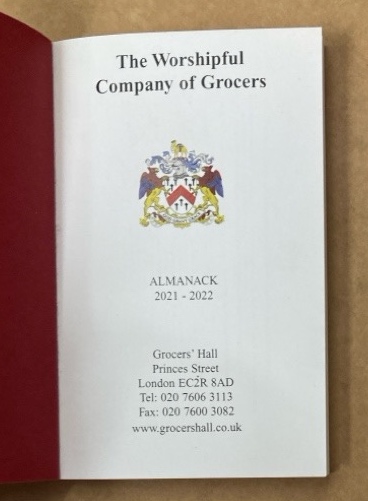 The Worshipful
Company of Grocers
ALMANACK
2021 - 2022
Grocers' Hall
Princes Street
London EC2R 8AD
Tel: 020 7606 3113
Fax: 020 7600 3082
www.grocershall.co.uk